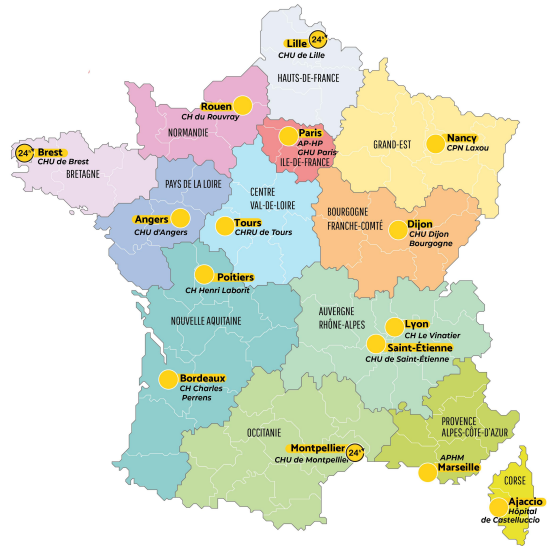 Lille 24h/7
CHU de Lille
HAUTS-DE-FRANCE
Rouen
CH du Rouvray
NORMANDIE
Paris
AP-HP
GHU Paris
ILE-DE-FRANCE
GRAND-EST
Nancy
CPN Laxou
Brest
CHU de Brest
BRETAGNE
PAYS DE LA LOIRE
Angers
CHU d'Angers
CENTRE
VAL-DE-LOIRE
Tours
CHRU de Tours
BOURGOGNE
FRANCHE-COMTÉ
Dijon
CHU Dijon
Bourgogne
Poitiers
CH Henri Laborit
NOUVELLE AQUITAINE
AUVERGNE
RHÔNE-ALPES
Lyon
CH Le Vinatier
Saint-Étienne
CHU de Saint-Étienne
Bordeaux
CH Charles
Perrens
OCCITANIE
Montpellier
CHU de Montpellier
PROVENCE
ALPES-CÔTE-D'AZUR
APHM
Marseille
CORSE
Ajaccio
Hôpital
de Castelluccio